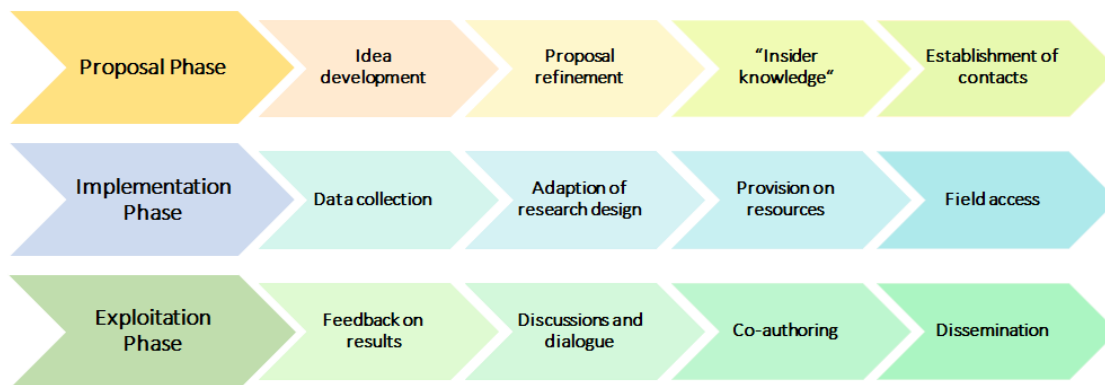 Proposal Phase
Idea
development
Proposal
refinement
“Insider
knowledge“
Establishment of
contacts
Implementation
Phase
Data collection
Adaption of
research design
Provision on
resources
Field access
Exploitation
Phase
Feedback on
results
Discussions and
dialogue
Co-authoring
Dissemination